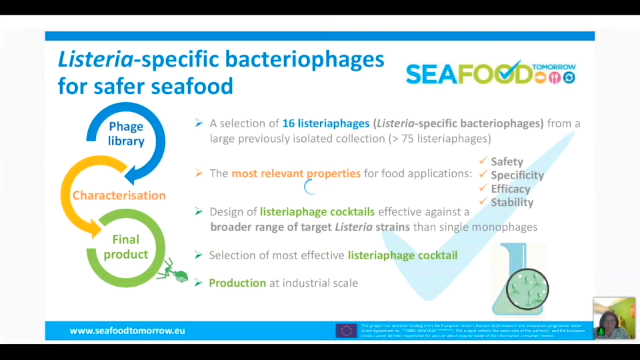 Listeria-specific bacteriophages
for safer seafood
SEAFOOD TOMORROW
Phage
library
Characterisation
Final
product
A selection of 16 listeriaphages (Listeria-specific bacteriophages) from a
large previously isolated collection (> 75 listeriaphages)
The most relevant properties for food applications:
Safety
Specificity
Efficacy
Stability
Design of listeriaphage cocktails effective against a
broader range of target Listeria strains than single monophages
Selection of most effective listeriaphage cocktail
Production at industrial scale
www.seafoodtomorrow.eu